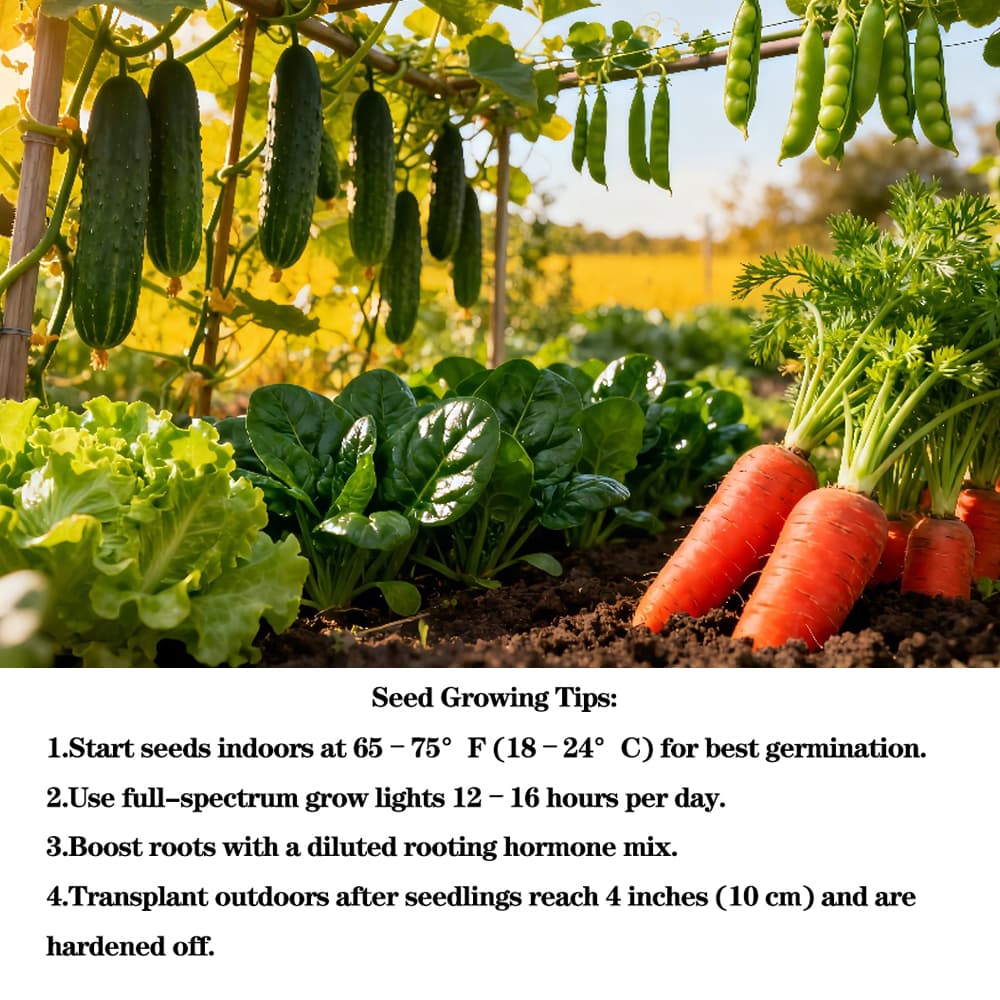 Seed Growing Tips:
1.Start seeds indoors at 65 – 75° F (18 – 24° C) for best germination.
2.Use full-spectrum grow lights 12 – 16 hours per day.
3.Boost roots with a diluted rooting hormone mix.
4.Transplant outdoors after seedlings reach 4 inches (10 cm) and are
hardened off.